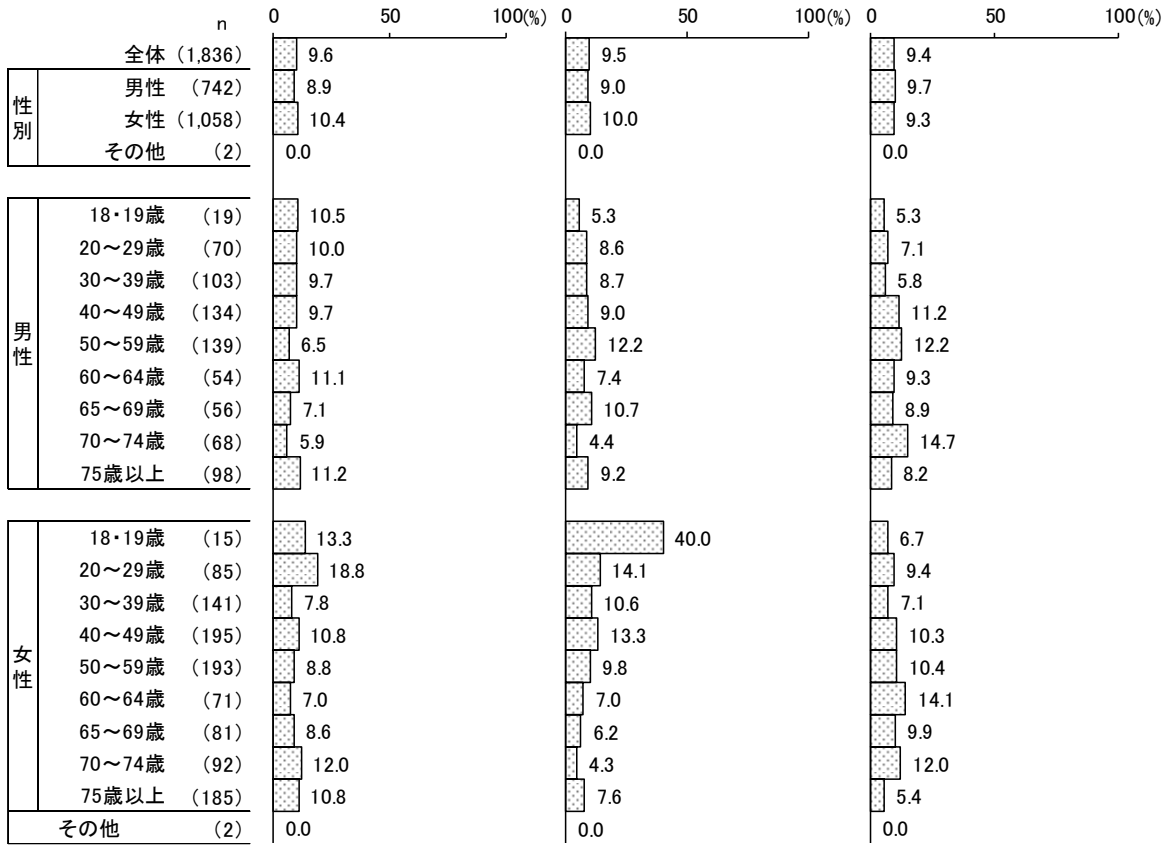 0 50 100(%) 0 50 100(%) 0 50 100(%)
n
全体 (1,836) 9.6 9.5 9.4
性別
男性 (742) 8.9 9.0 9.7
女性 (1,058) 10.4 10.0 9.3
その他 (2) 0.0 0.0 0.0
男性
18・19歳 (19) 10.5 5.3 5.3
20～29歳 (70) 10.0 8.6 7.1
30～39歳 (103) 9.7 8.7 5.8
40～49歳 (134) 9.7 9.0 11.2
50～59歳 (139) 6.5 12.2 12.2
60～64歳 (54) 11.1 7.4 9.3
65～69歳 (56) 7.1 10.7 8.9
70～74歳 (68) 5.9 4.4 14.7
75歳以上 (98) 11.2 9.2 8.2
女性
18・19歳 (15) 13.3 40.0 6.7
20～29歳 (85) 18.8 14.1 9.4
30～39歳 (141) 7.8 10.6 7.1
40～49歳 (195) 10.8 13.3 10.3
50～59歳 (193) 8.8 9.8 10.4
60～64歳 (71) 7.0 7.0 14.1
65～69歳 (81) 8.6 6.2 9.9
70～74歳 (92) 12.0 4.3 12.0
75歳以上 (185) 10.8 7.6 5.4
その他 (2) 0.0 0.0 0.0